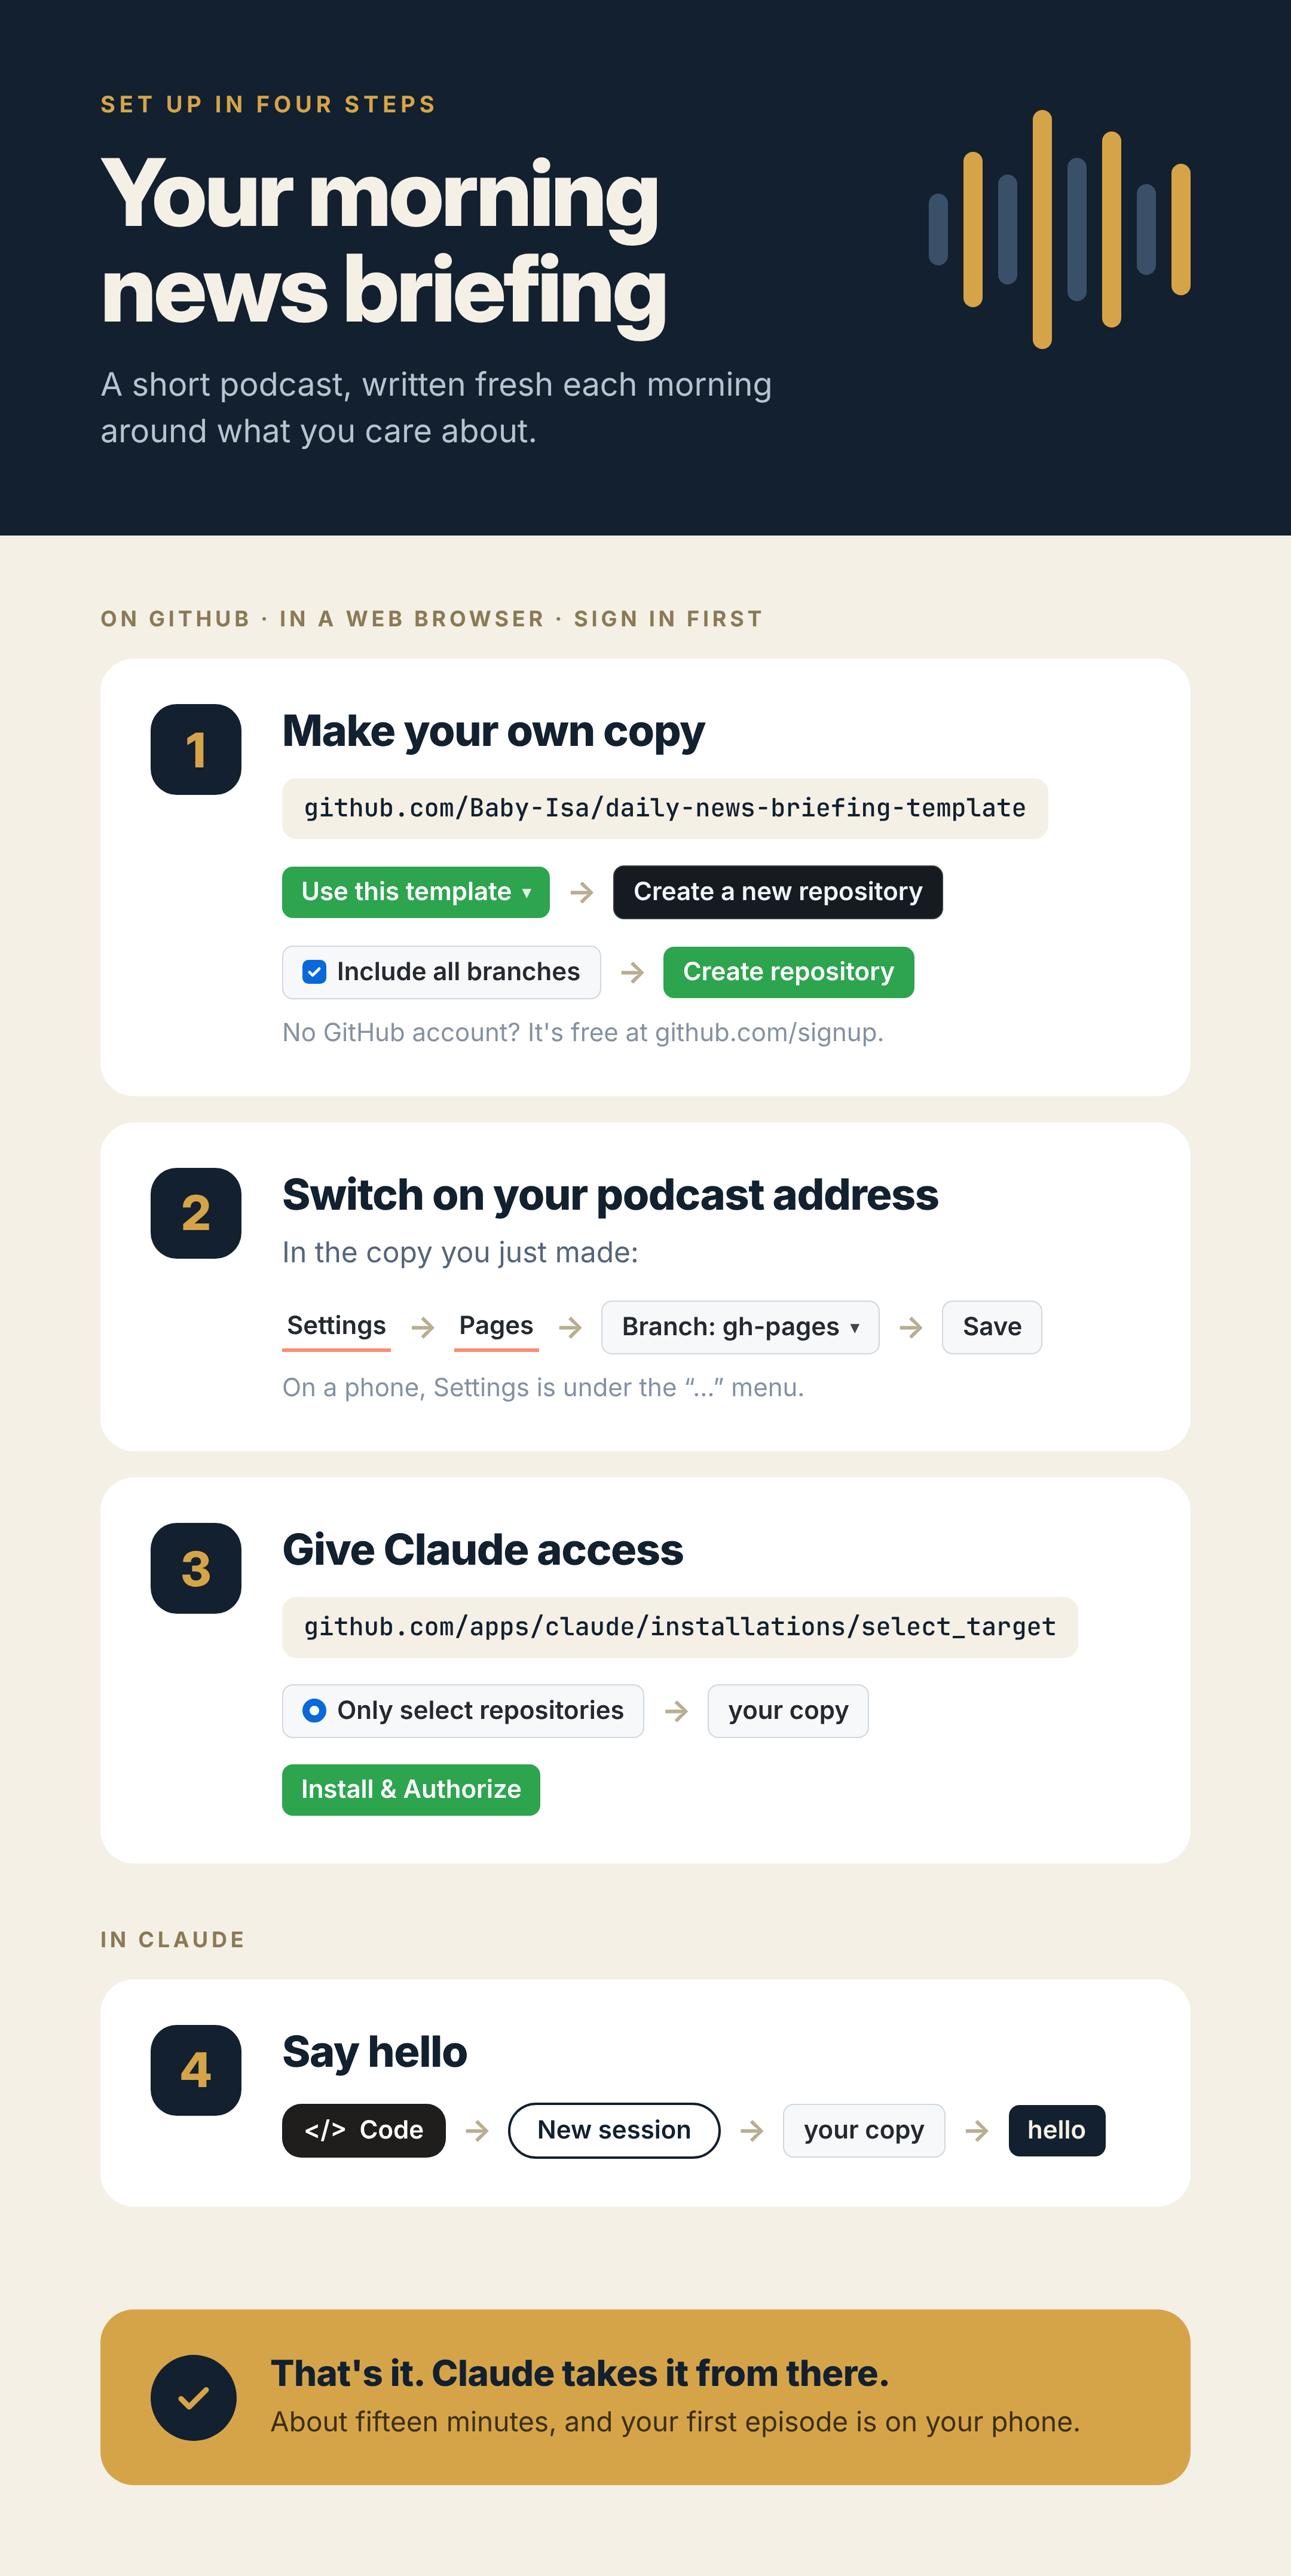 SET UP IN FOUR STEPS
Your morning
news briefing
A short podcast, written fresh each morning
around what you care about.
ON GITHUB · IN A WEB BROWSER · SIGN IN FIRST
1
Make your own copy
github.com/Baby-Isa/daily-news-briefing-template
Use this template ▾ → Create a new repository
Include all branches → Create repository
No GitHub account? It's free at github.com/signup.
2
Switch on your podcast address
In the copy you just made:
Settings → Pages → Branch: gh-pages ▾ → Save
On a phone, Settings is under the “…” menu.
3
Give Claude access
github.com/apps/claude/installations/select_target
Only select repositories → your copy
Install & Authorize
IN CLAUDE
4
Say hello
</> Code → New session → your copy → hello
That's it. Claude takes it from there.
About fifteen minutes, and your first episode is on your phone.